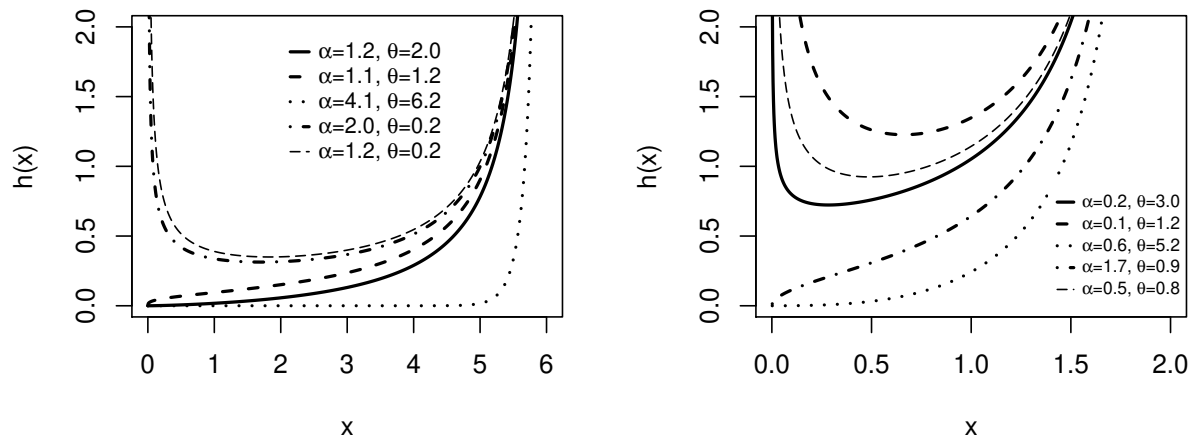 h(x)
2.0
1.5
1.0
0.5
0.0
α=1.2, θ=2.0
α=1.1, θ=1.2
α=4.1, θ=6.2
α=2.0, θ=0.2
α=1.2, θ=0.2
0 1 2 3 4 5 6
x
h(x)
2.0
1.5
1.0
0.5
0.0
α=0.2, θ=3.0
α=0.1, θ=1.2
α=0.6, θ=5.2
α=1.7, θ=0.9
α=0.5, θ=0.8
0.0 0.5 1.0 1.5 2.0
x